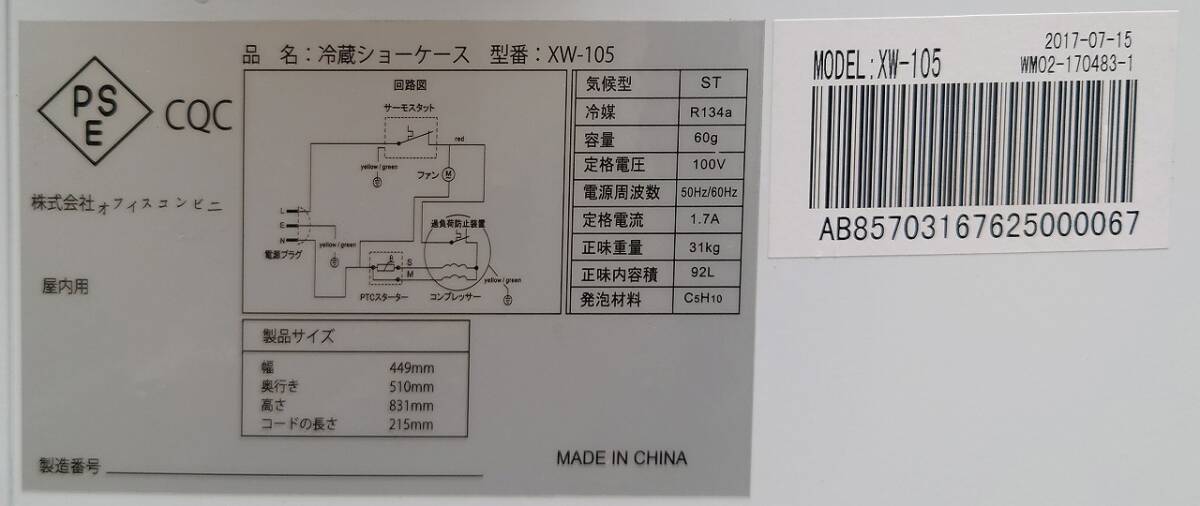 品 名：冷蔵ショーケース 型番：XW-105
PS
E
CQC
株式会社オフィスコンビニ
屋内用
回路図
サーモスタット
red
yellow / green
ファン
M
L
E
N
電源プラグ
yellow / green
過負荷防止装置
S
M
PTCスターター
コンプレッサー
yellow / green
気候型 ST
冷媒 R134a
容量 60g
定格電圧 100V
電源周波数 50Hz/60Hz
定格電流 1.7A
正味重量 31kg
正味内容積 92L
発泡材料 C5H10
製品サイズ
幅 449mm
奥行き 510mm
高さ 831mm
コードの長さ 215mm
製造番号
MADE IN CHINA
2017-07-15
MODEL:XW-105 WM02-170483-1
AB85703167625000067